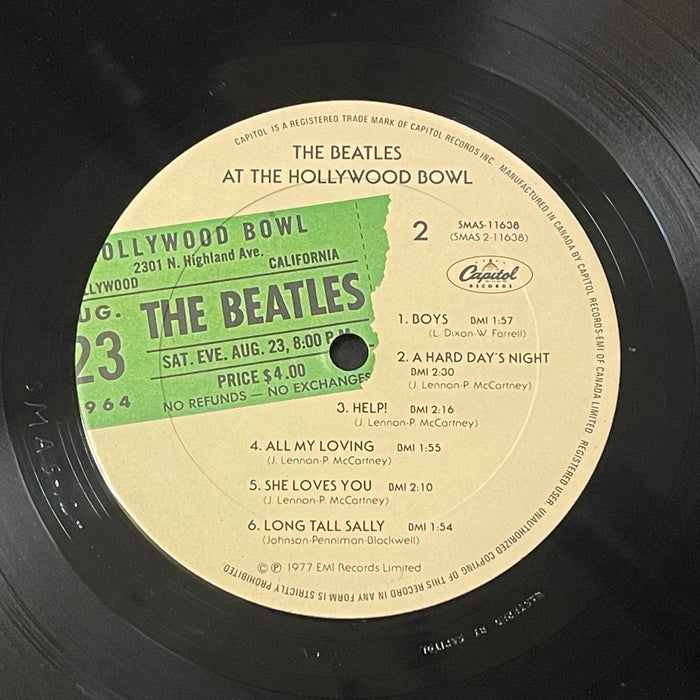 CAPITOL IS A REGISTERED TRADE MARK OF CAPITOL RECORDS INC. MANUFACTURED IN CANADA BY CAPITOL RECORDS-EMI OF CANADA LIMITED. REGISTERED USER. UNAUTHORIZED COPYING OF THIS RECORD IN ANY FORM IS STRICTLY PROHIBITED
THE BEATLES
AT THE HOLLYWOOD BOWL
OLLYWOOD BOWL
2301 N. Highland Ave.
LLYWOOD CALIFORNIA
UG. THE BEATLES
23 SAT. EVE. AUG. 23, 8:00 P.M.
PRICE $4.00
964 NO REFUNDS — NO EXCHANGES
2 SMAS-11638
(SMAS 2-11638)
Capitol
RECORDS
1. BOYS BMI 1:57
(L. Dixon-W. Farrell)
2. A HARD DAY'S NIGHT
BMI 2:30
(J. Lennon-P. McCartney)
3. HELP! BMI 2:16
(J. Lennon-P. McCartney)
4. ALL MY LOVING BMI 1:55
(J. Lennon-P. McCartney)
5. SHE LOVES YOU BMI 2:10
(J. Lennon-P. McCartney)
6. LONG TALL SALLY BMI 1:54
(Johnson-Penniman-Blackwell)
© ℗ 1977 EMI Records Limited
MASTERED BY CAPITOL